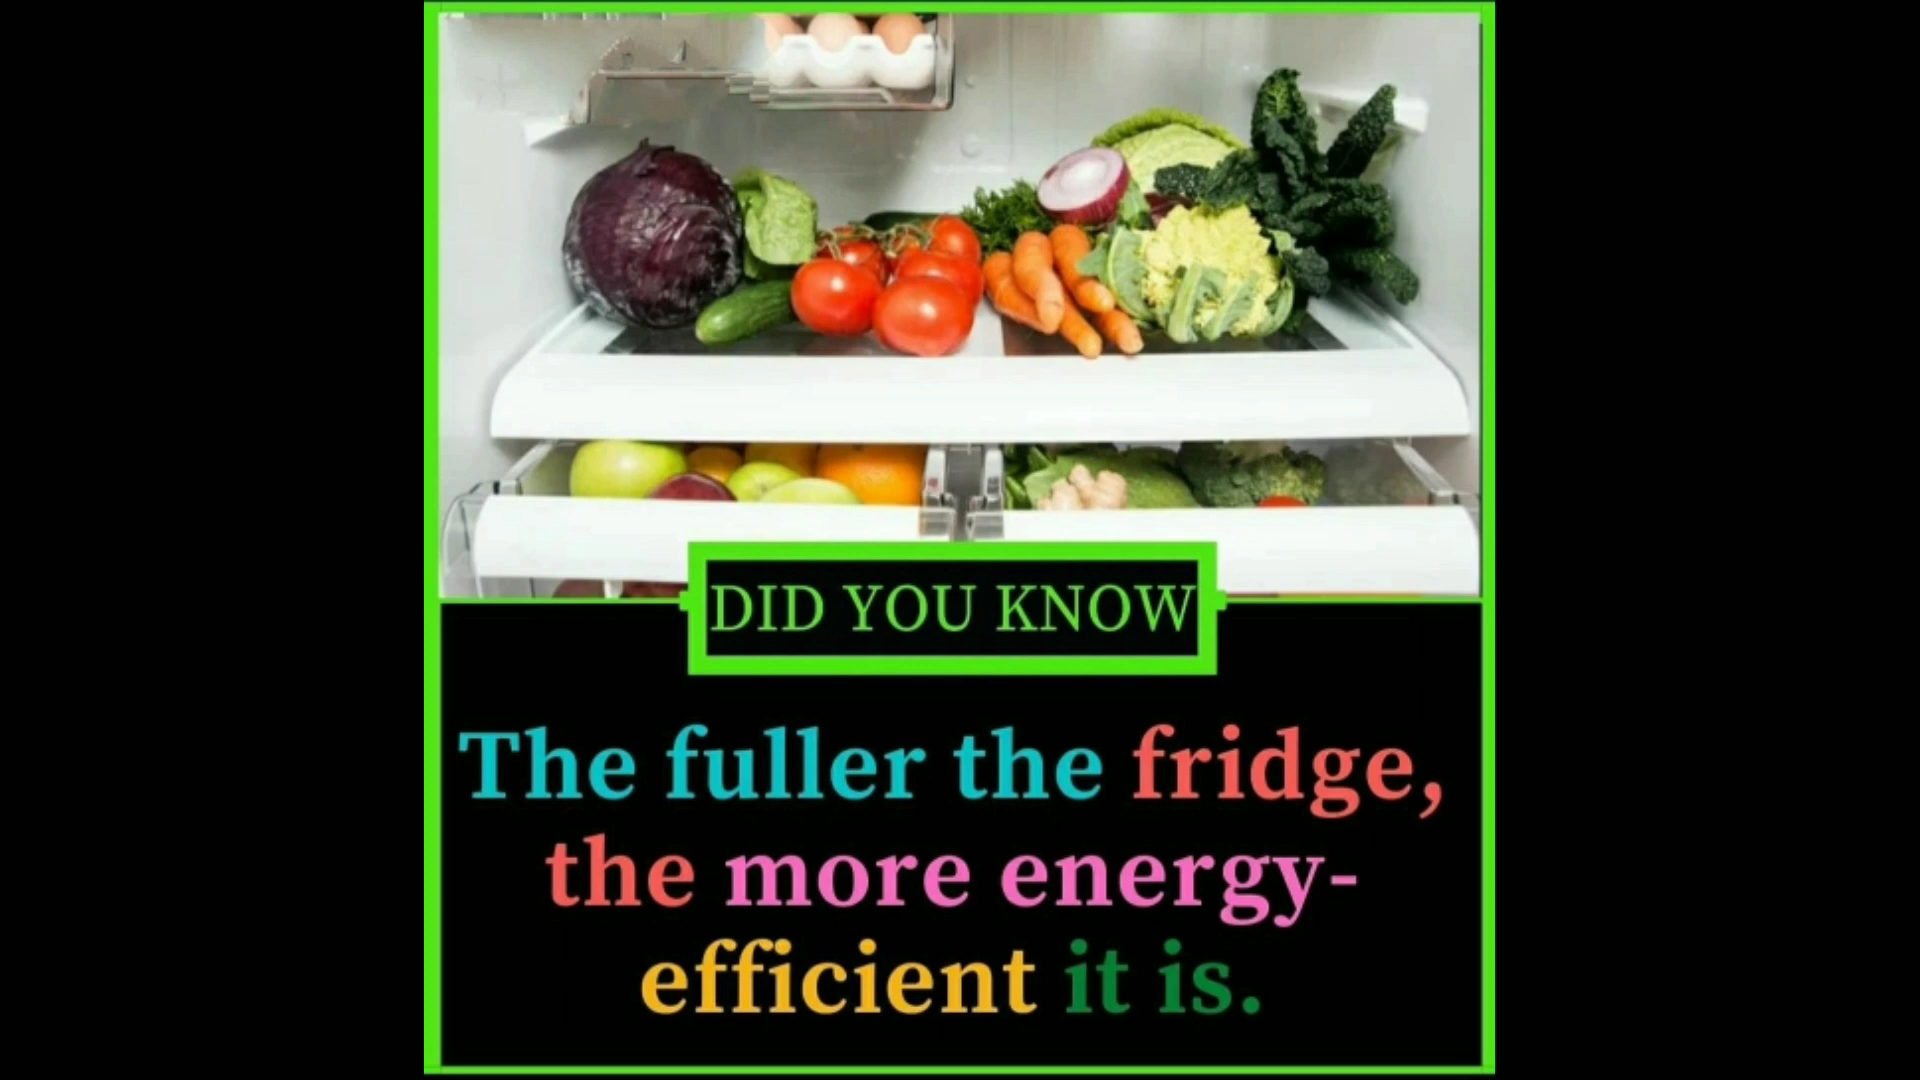 DID YOU KNOW
The fuller the fridge,
the more energy-
efficient it is.